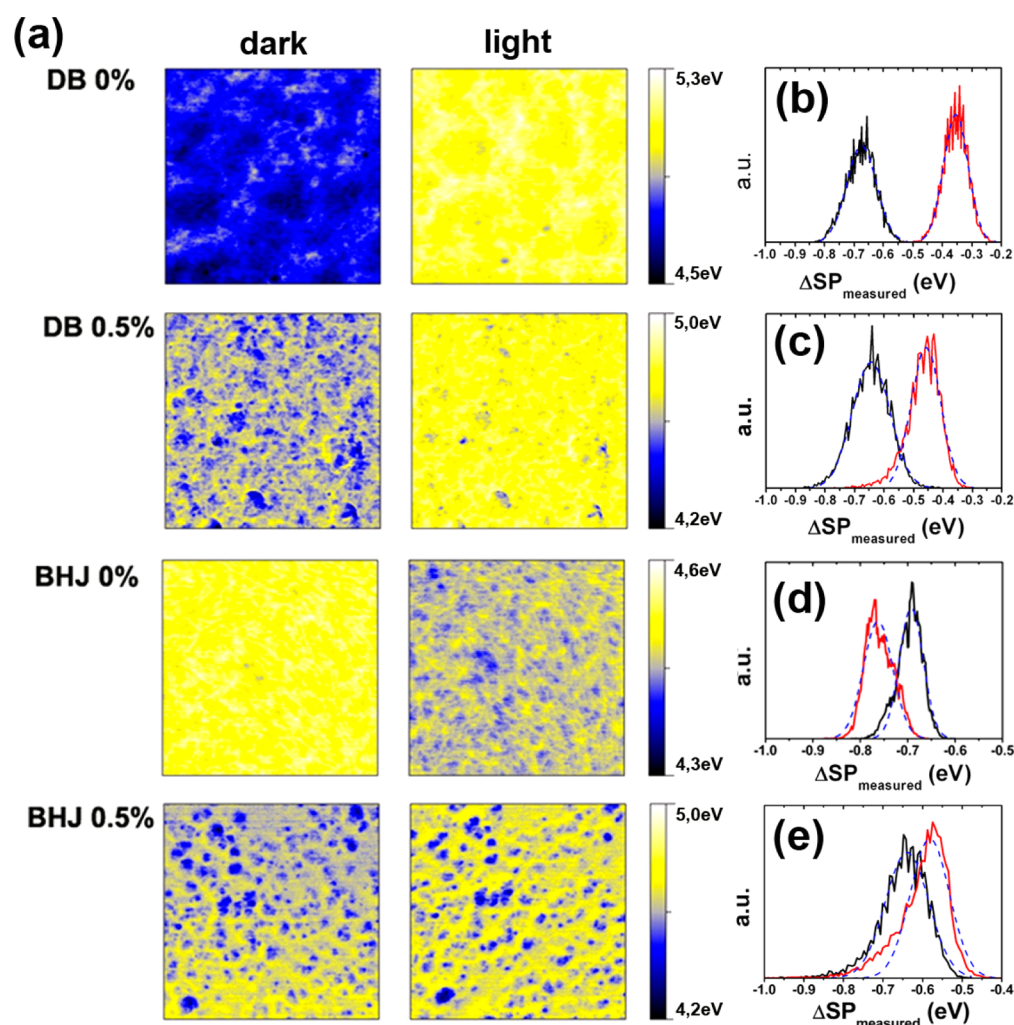 (a)
dark
light
DB 0%
5,3eV
4,5eV
(b)
a.u.
-1.0 -0.9 -0.8 -0.7 -0.6 -0.5 -0.4 -0.3 -0.2
ΔSPmeasured (eV)
DB 0.5%
5,0eV
4,2eV
(c)
a.u.
-1.0 -0.9 -0.8 -0.7 -0.6 -0.5 -0.4 -0.3 -0.2
ΔSPmeasured (eV)
BHJ 0%
4,6eV
4,3eV
(d)
a.u.
-1.0 -0.9 -0.8 -0.7 -0.6 -0.5
ΔSPmeasured (eV)
BHJ 0.5%
5,0eV
4,2eV
(e)
a.u.
-1.0 -0.9 -0.8 -0.7 -0.6 -0.5 -0.4
ΔSPmeasured (eV)